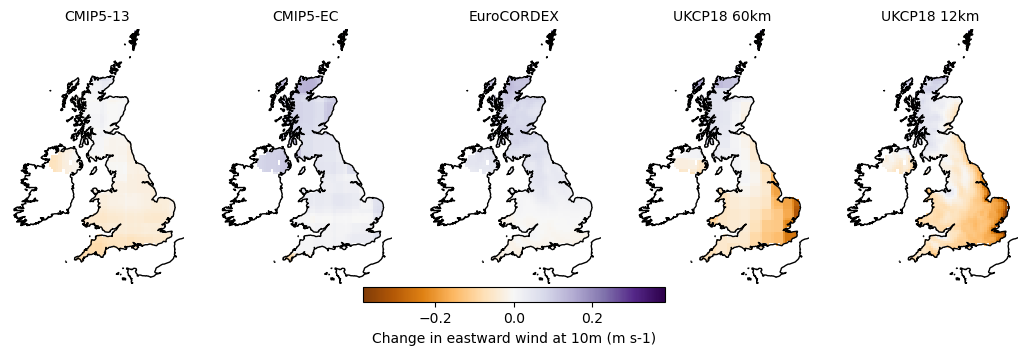 CMIP5-13
CMIP5-EC
EuroCORDEX
UKCP18 60km
UKCP18 12km
−0.2
0.0
0.2
Change in eastward wind at 10m (m s-1)